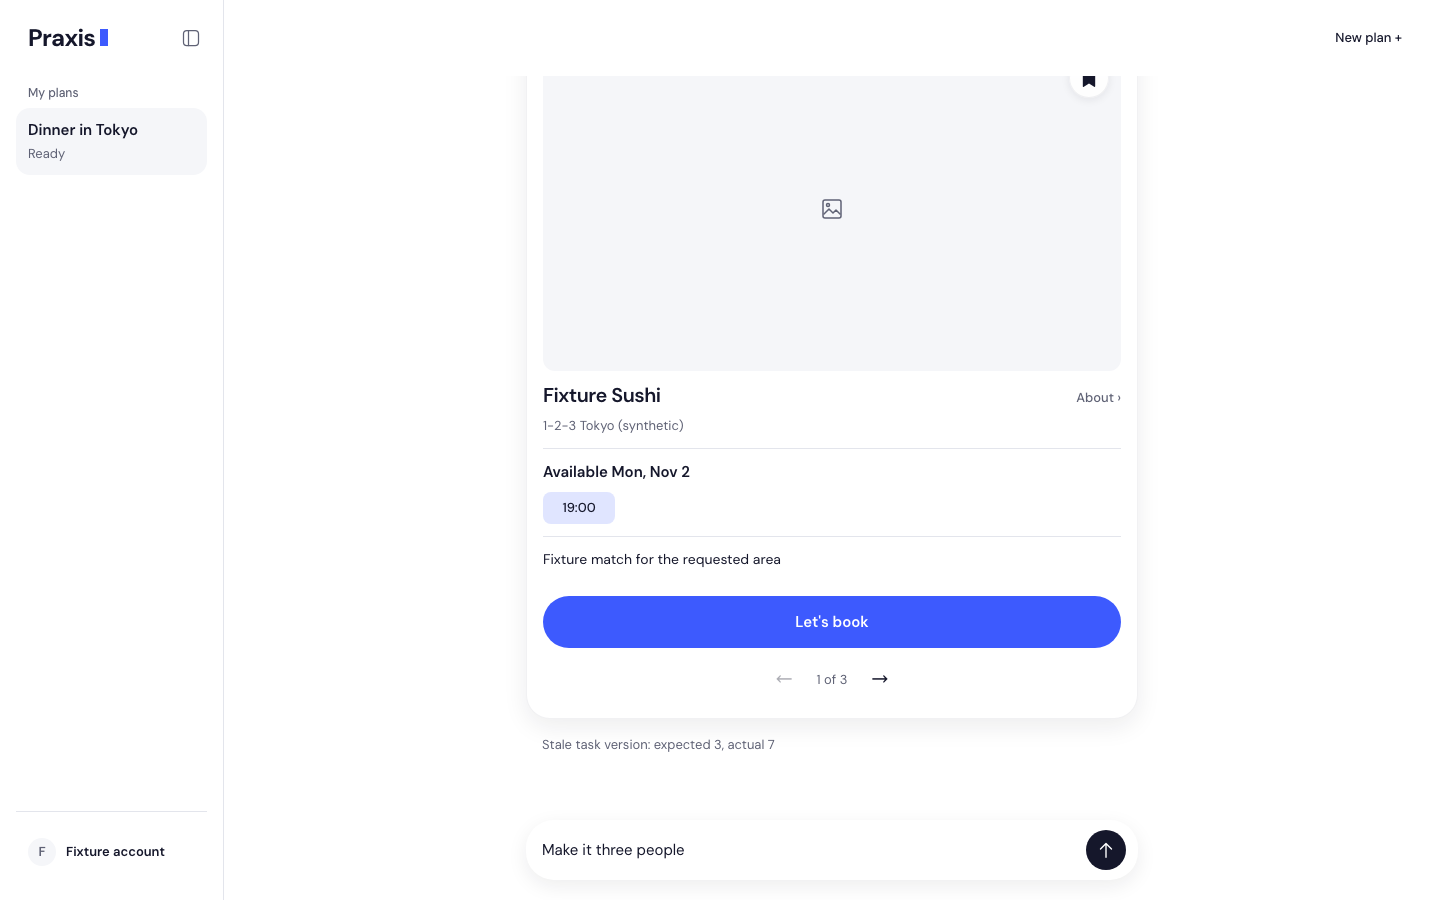 Praxis
New plan +
My plans
Dinner in Tokyo
Ready
Fixture Sushi
About ›
1-2-3 Tokyo (synthetic)
Available Mon, Nov 2
19:00
Fixture match for the requested area
Let's book
← 1 of 3 →
Stale task version: expected 3, actual 7
Make it three people
F Fixture account